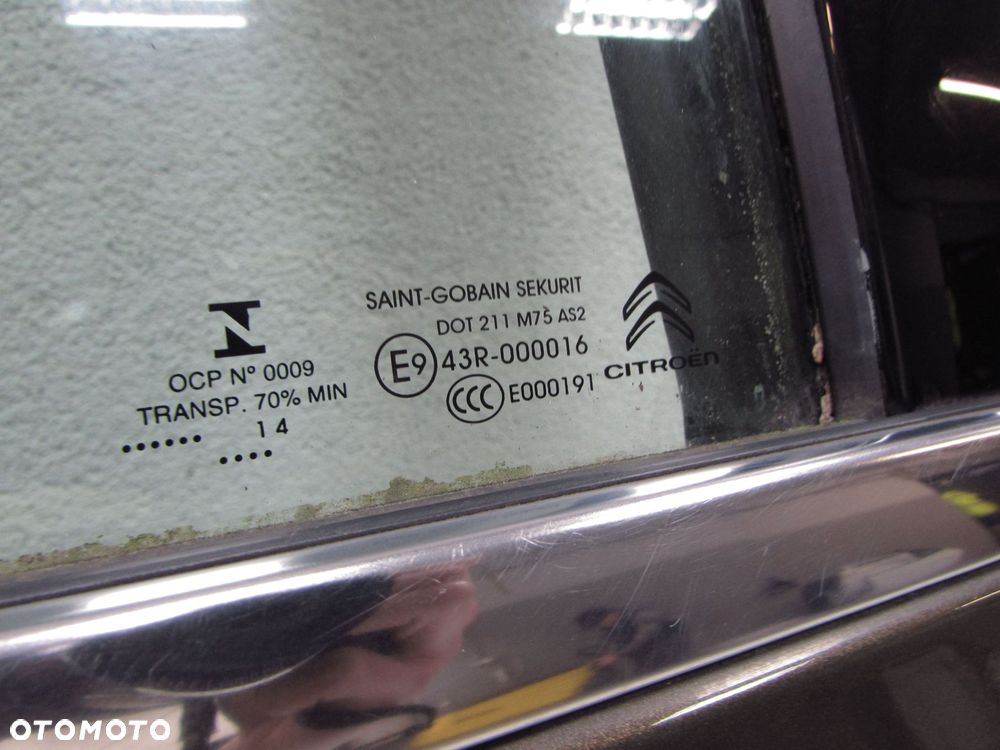 OCP Nº 0009
TRANSP. 70% MIN
...... 14
....
SAINT-GOBAIN SEKURIT
DOT 211 M75 AS2
E9 43R-000016
CCC E000191
CITROËN
OTOMOTO